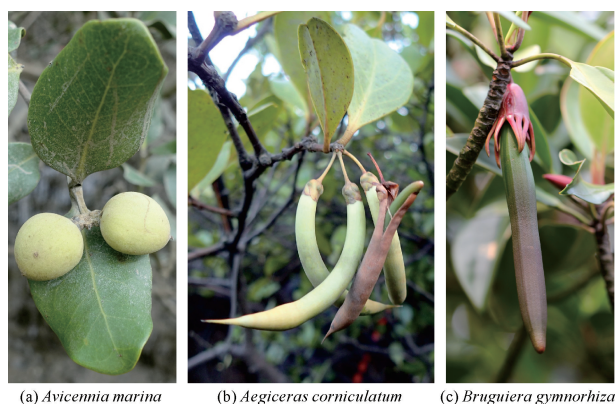 (a) Avicennia marina
(b) Aegiceras corniculatum
(c) Bruguiera gymnorhiza